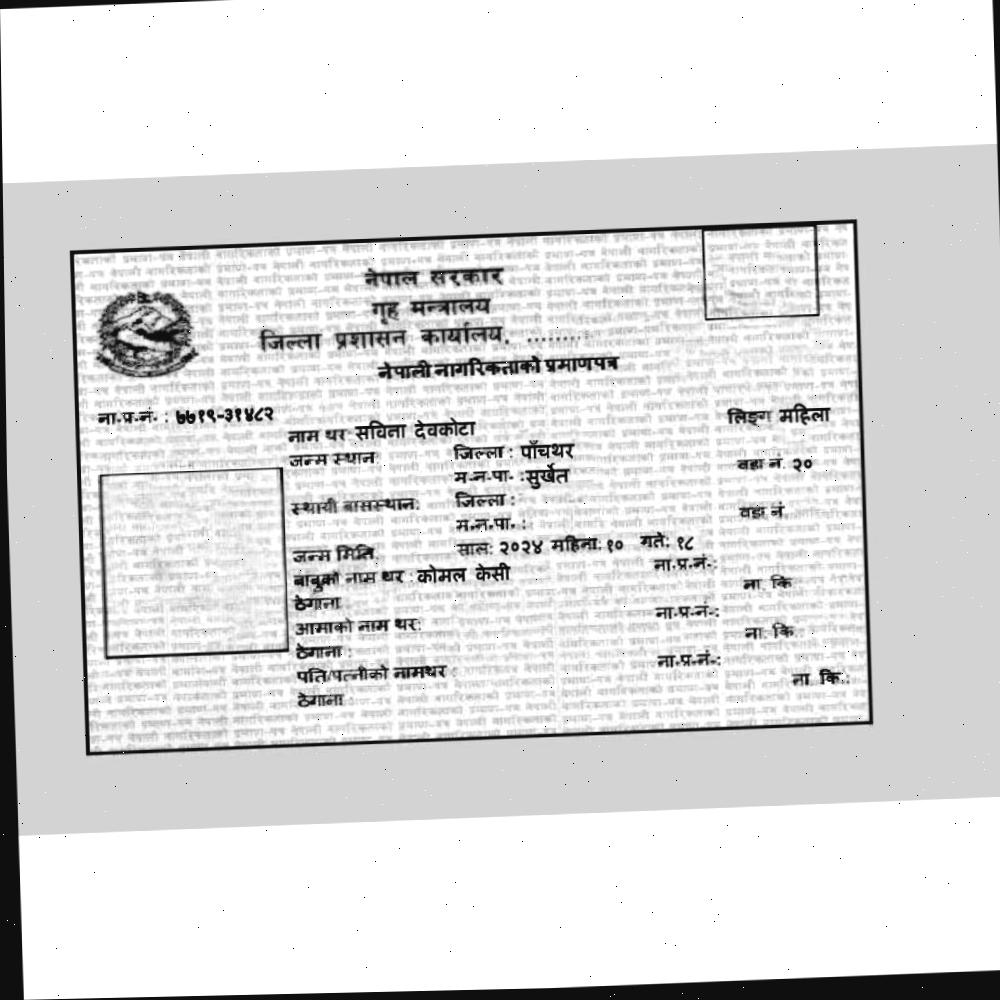 नेपाल सरकार
गृह मन्त्रालय
जिल्ला प्रशासन कार्यालय, ........
नेपाली नागरिकताको प्रमाणपत्र
ना.प्र.नं. : ७७१९-३१४८२
लिङ्ग महिला
नाम थर सविना देवकोटा
जन्म स्थान जिल्ला : पाँचथर
म.न.पा. : सुर्खेत वडा नं. २०
स्थायी बासस्थान: जिल्ला :
म.न.पा. : वडा नं.
जन्म मिति साल: २०२४ महिना: १० गते: १८
बाबुको नाम थर : कोमल केसी ना.प्र.नं.:
ठेगाना ना. कि.
आमाको नाम थर: ना.प्र.नं.:
ठेगाना : ना. कि.
पति/पत्नीको नामथर : ना.प्र.नं.:
ठेगाना ना. कि.: